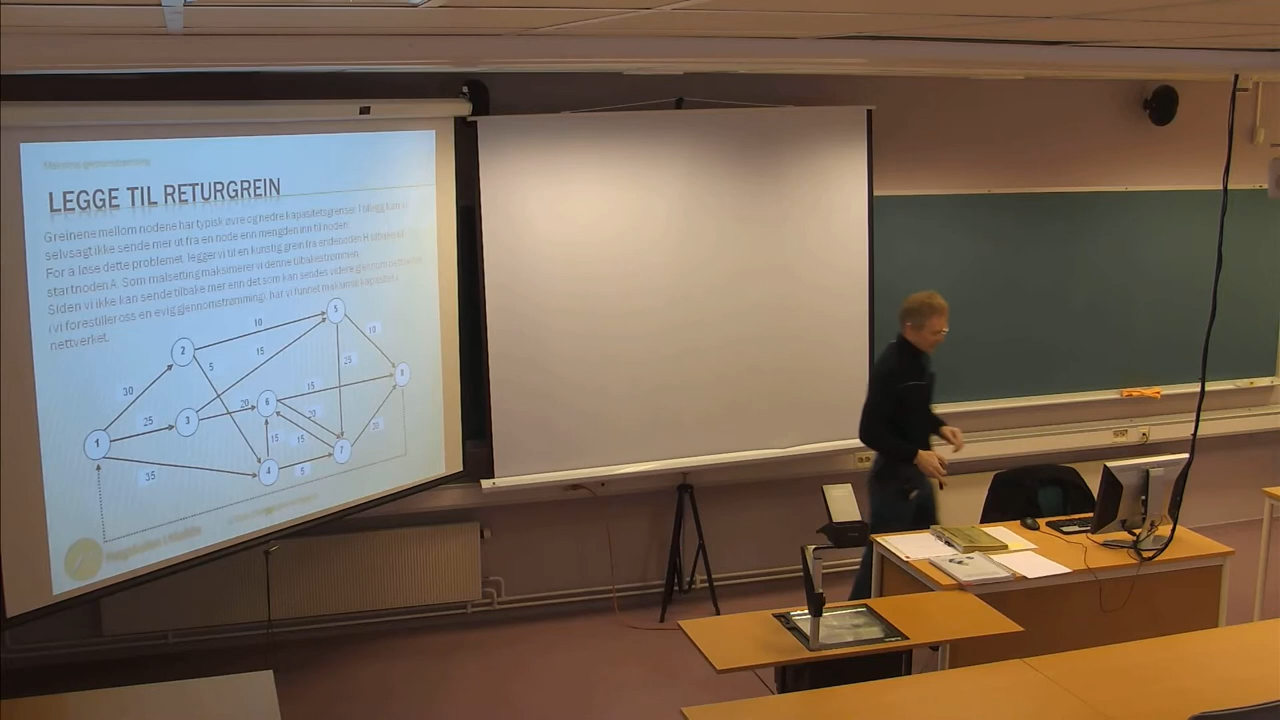 Maksimal gjennomstrømming
LEGGE TIL RETURGREIN
Greinene mellom nodene har typisk øvre og nedre kapasitetsgrenser. I tillegg kan vi
selvsagt ikke sende mer ut fra en node enn mengden inn til noden.
For å løse dette problemet, legger vi til en kunstig grein fra endenoden H tilbake til
startnoden A. Som målsetting maksimerer vi denne tilbakestrømmen.
Siden vi ikke kan sende tilbake mer enn det som kan sendes videre gjennom nettverket
(vi forestiller oss en evig gjennomstrømming), har vi funnet maksimal kapasitet i
nettverket.
5
10
10
2
15
5
25
8
30
15
6
20
20
3
25
20
1
15
15
7
4
5
35
Høgskolen i Molde